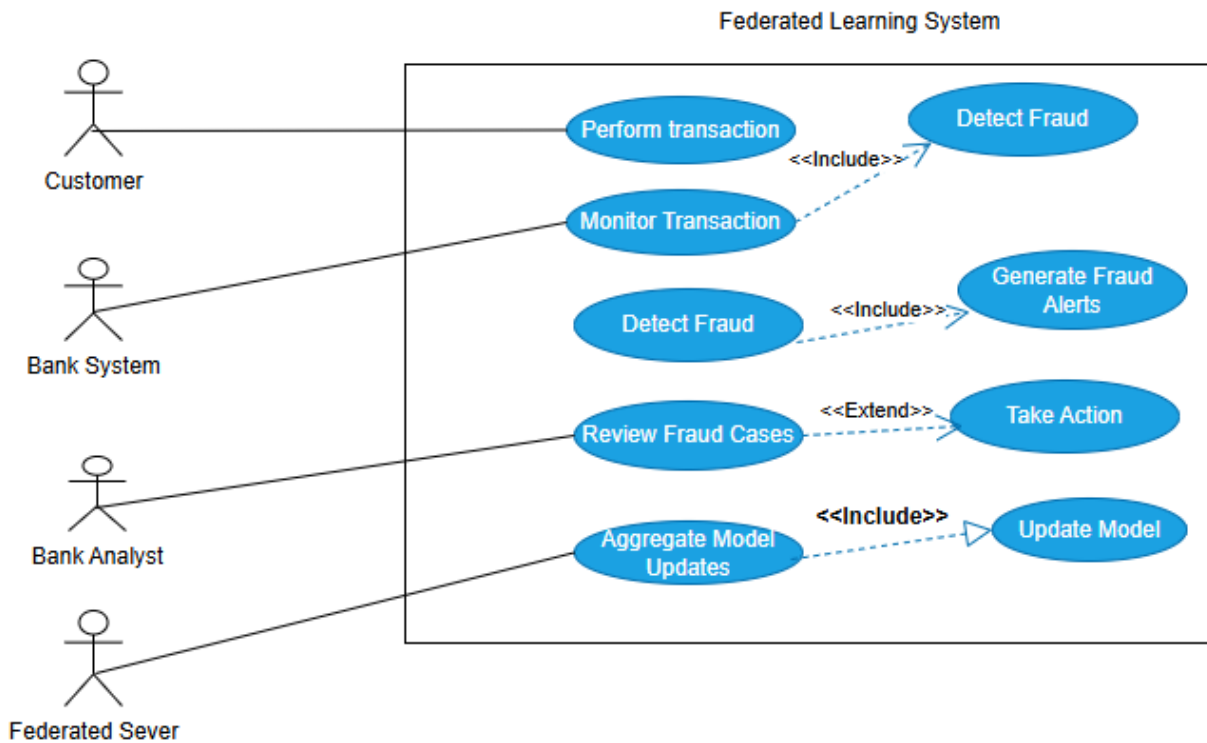 Federated Learning System
Customer
Perform transaction
<<Include>>
Detect Fraud
Bank System
Monitor Transaction
Detect Fraud
<<Include>>
Generate Fraud
Alerts
Bank Analyst
Review Fraud Cases
<<Extend>>
Take Action
Federated Sever
Aggregate Model
Updates
<<Include>>
Update Model